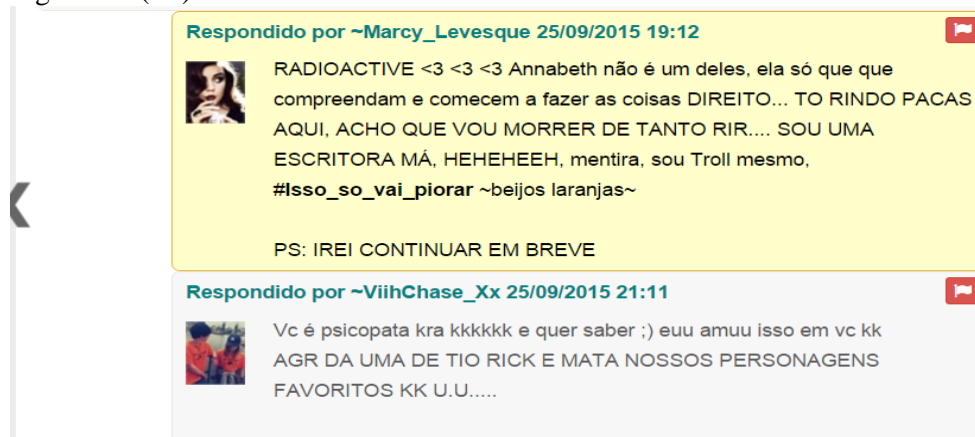 Respondido por ~Marcy_Levesque 25/09/2015 19:12
RADIOACTIVE <3 <3 <3 Annabeth não é um deles, ela só que que
compreendam e comecem a fazer as coisas DIREITO... TO RINDO PACAS
AQUI, ACHO QUE VOU MORRER DE TANTO RIR.... SOU UMA
ESCRITORA MÁ, HEHEHEEH, mentira, sou Troll mesmo,
#Isso_so_vai_piorar ~beijos laranjas~
PS: IREI CONTINUAR EM BREVE
Respondido por ~ViihChase_Xx 25/09/2015 21:11
Vc é psicopata kra kkkkkk e quer saber ;) euu amuu isso em vc kk
AGR DA UMA DE TIO RICK E MATA NOSSOS PERSONAGENS
FAVORITOS KK U.U.....